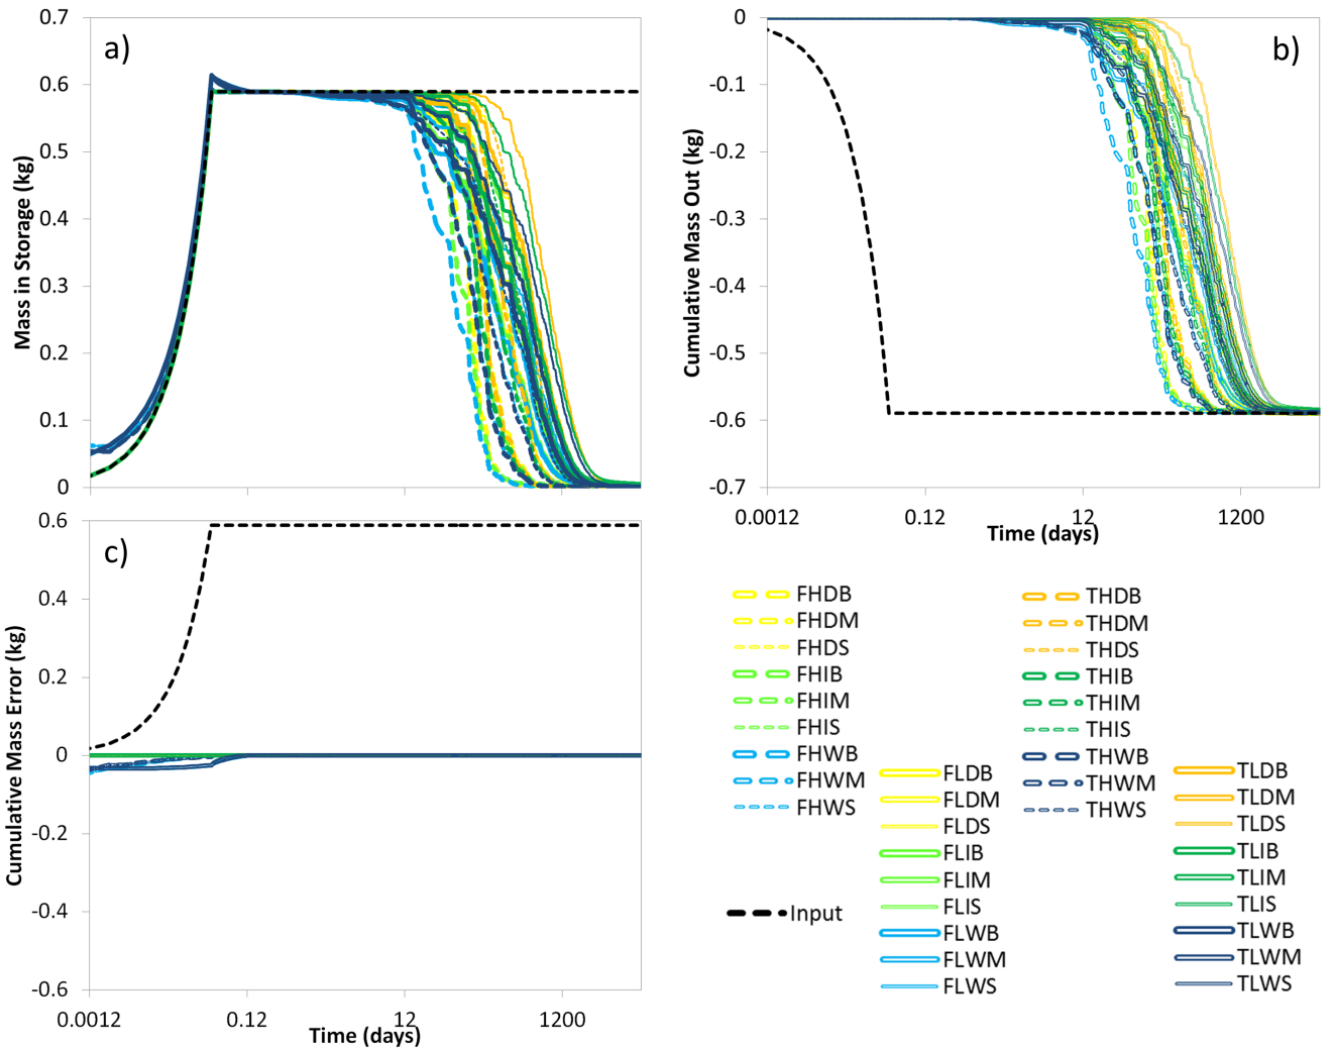 a)
0.7
0.6
0.5
0.4
0.3
0.2
0.1
0
Mass in Storage (kg)
b)
0
-0.1
-0.2
-0.3
-0.4
-0.5
-0.6
-0.7
Cumulative Mass Out (kg)
0.0012 0.12 12 1200
Time (days)
c)
0.6
0.4
0.2
0
-0.2
-0.4
-0.6
Cumulative Mass Error (kg)
0.0012 0.12 12 1200
Time (days)
FHDB
FHDM
FHDS
FHIB
FHIM
FHIS
FHWB
FHWM
FHWS
Input
FLDB
FLDM
FLDS
FLIB
FLIM
FLIS
FLWB
FLWM
FLWS
THDB
THDM
THDS
THIB
THIM
THIS
THWB
THWM
THWS
TLDB
TLDM
TLDS
TLIB
TLIM
TLIS
TLWB
TLWM
TLWS